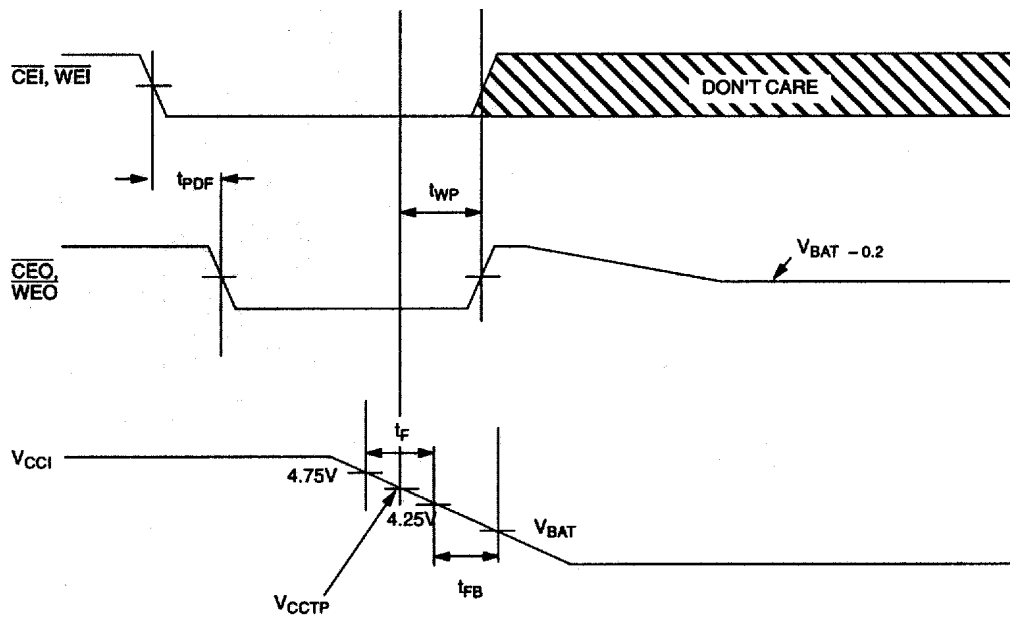 CEI, WEI
DON'T CARE
tPDF
tWP
CEO,
WEO
VBAT – 0.2
tF
VCCI
4.75V
4.25V
VBAT
tFB
VCCTP